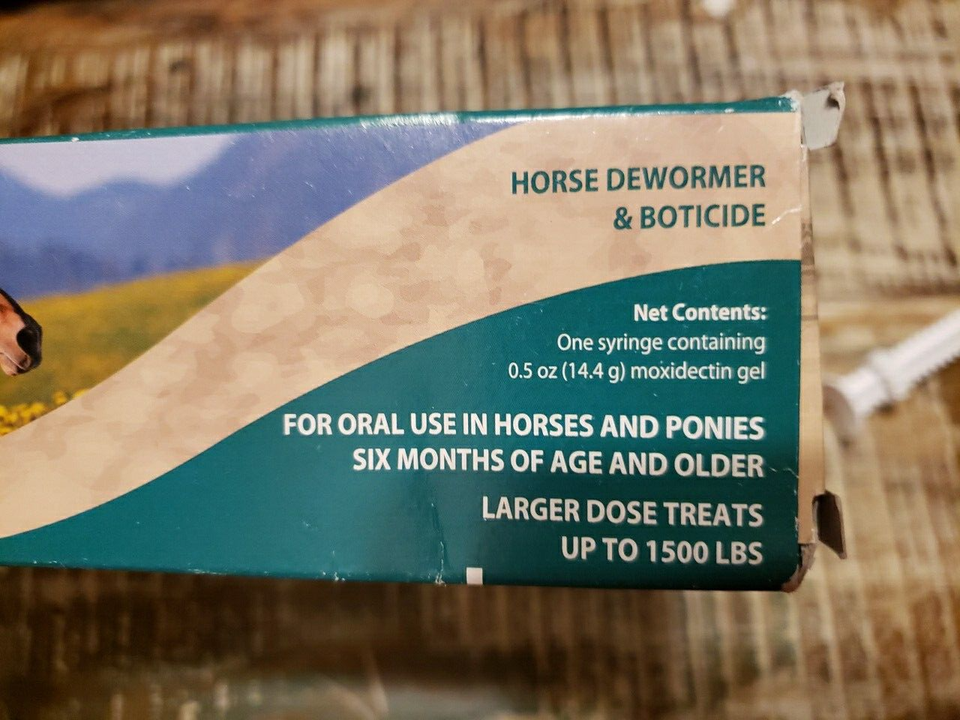 HORSE DEWORMER
& BOTICIDE
Net Contents:
One syringe containing
0.5 oz (14.4 g) moxidectin gel
FOR ORAL USE IN HORSES AND PONIES
SIX MONTHS OF AGE AND OLDER
LARGER DOSE TREATS
UP TO 1500 LBS